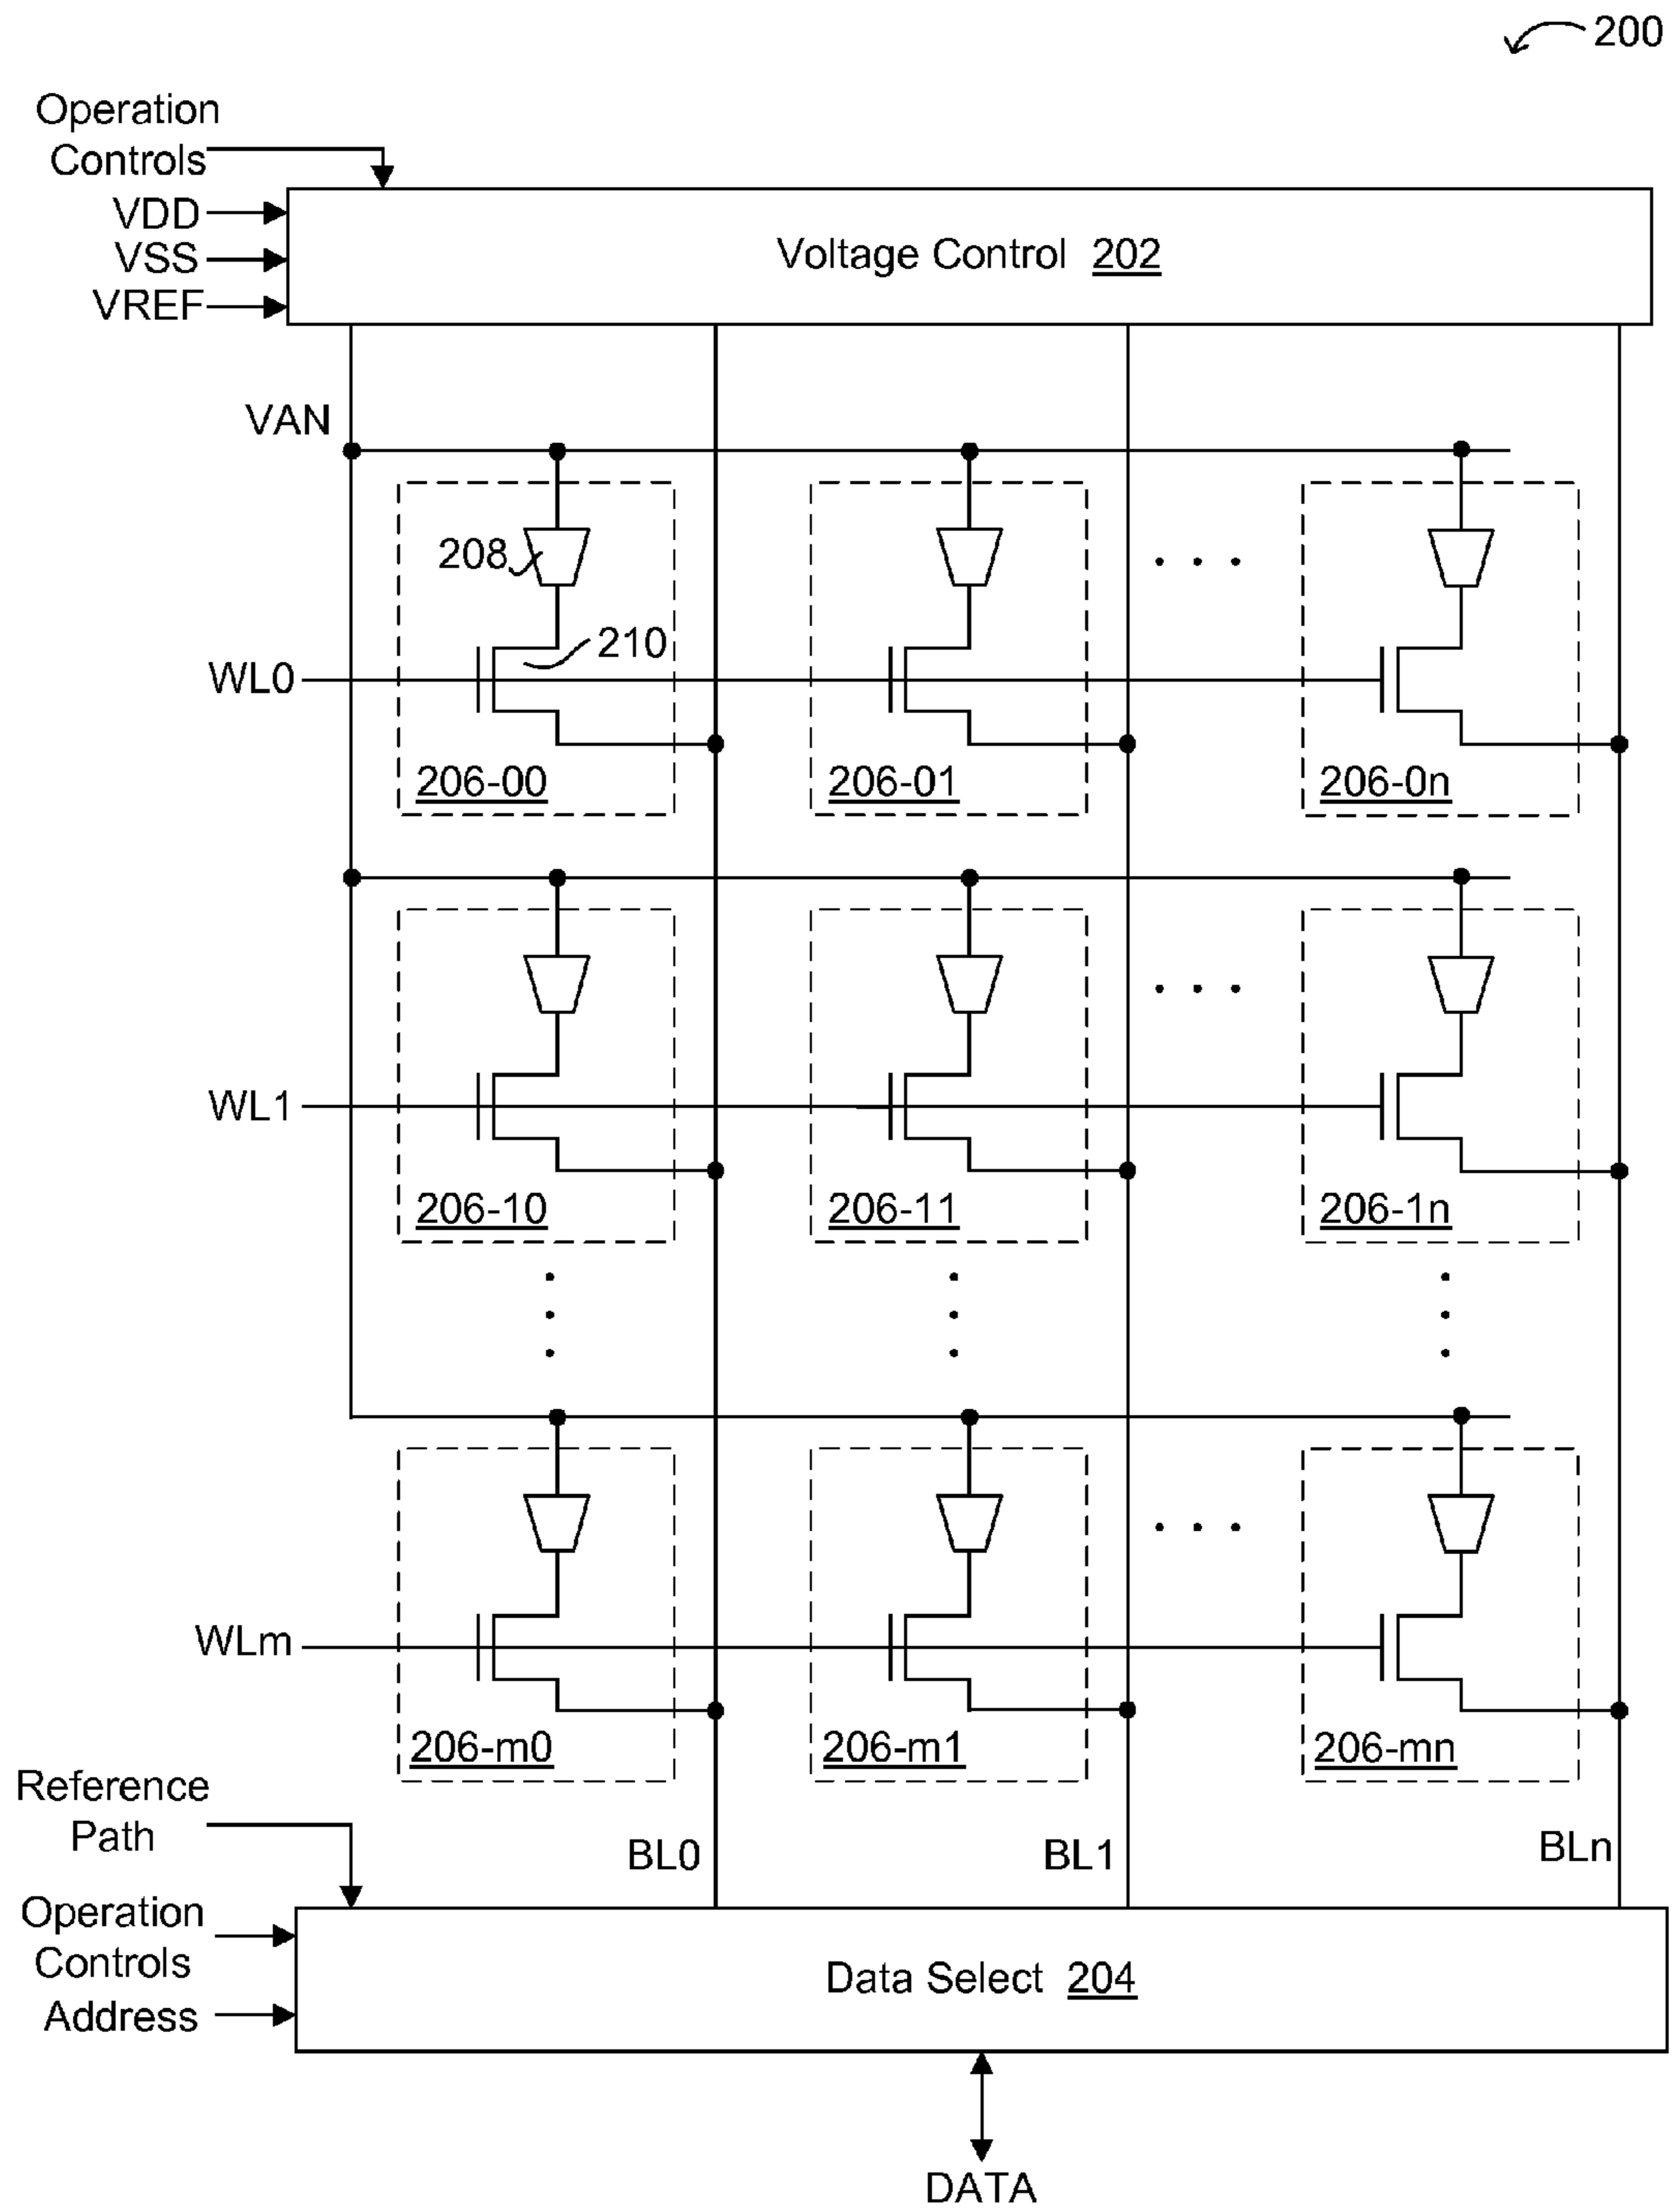 200
Operation
Controls
VDD
VSS
VREF
Voltage Control 202
VAN
208
210
WL0
206-00
206-01
206-0n
WL1
206-10
206-11
206-1n
WLm
206-m0
206-m1
206-mn
Reference
Path
BL0
BL1
BLn
Operation
Controls
Address
Data Select 204
DATA